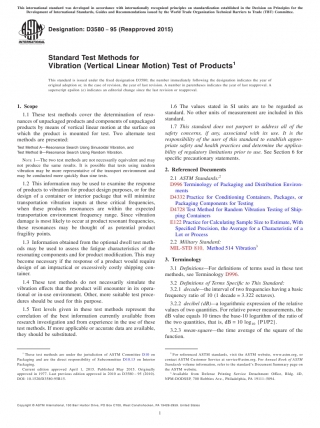 This international standard was developed in accordance with internationally recognized principles on standardization established in the Decision on Principles for the
Development of International Standards, Guides and Recommendations issued by the World Trade Organization Technical Barriers to Trade (TBT) Committee.
Designation: D3580 − 95 (Reapproved 2015)
Standard Test Methods for
Vibration (Vertical Linear Motion) Test of Products1
This standard is issued under the fixed designation D3580; the number immediately following the designation indicates the year of
original adoption or, in the case of revision, the year of last revision. A number in parentheses indicates the year of last reapproval. A
superscript epsilon (ε) indicates an editorial change since the last revision or reapproval.
1. Scope
1.1 These test methods cover the determination of reso-
nances of unpackaged products and components of unpackaged
products by means of vertical linear motion at the surface on
which the product is mounted for test. Two alternate test
methods are presented:
Test Method A—Resonance Search Using Sinusoidal Vibration, and
Test Method B—Resonance Search Using Random Vibration.
NOTE 1—The two test methods are not necessarily equivalent and may
not produce the same results. It is possible that tests using random
vibration may be more representative of the transport environment and
may be conducted more quickly than sine tests.
1.2 This information may be used to examine the response
of products to vibration for product design purposes, or for the
design of a container or interior package that will minimize
transportation vibration inputs at these critical frequencies,
when these products resonances are within the expected
transportation environment frequency range. Since vibration
damage is most likely to occur at product resonant frequencies,
these resonances may be thought of as potential product
fragility points.
1.3 Information obtained from the optional dwell test meth-
ods may be used to assess the fatigue characteristics of the
resonating components and for product modification. This may
become necessary if the response of a product would require
design of an impractical or excessively costly shipping con-
tainer.
1.4 These test methods do not necessarily simulate the
vibration effects that the product will encounter in its opera-
tional or in-use environment. Other, more suitable test proce-
dures should be used for this purpose.
1.5 Test levels given in these test methods represent the
correlation of the best information currently available from
research investigation and from experience in the use of these
test methods. If more applicable or accurate data are available,
they should be substituted.
1.6 The values stated in SI units are to be regarded as
standard. No other units of measurement are included in this
standard.
1.7 This standard does not purport to address all of the
safety concerns, if any, associated with its use. It is the
responsibility of the user of this standard to establish appro-
priate safety and health practices and determine the applica-
bility of regulatory limitations prior to use. See Section 6 for
specific precautionary statements.
2. Referenced Documents
2.1 ASTM Standards:2
D996 Terminology of Packaging and Distribution Environ-
ments
D4332 Practice for Conditioning Containers, Packages, or
Packaging Components for Testing
D4728 Test Method for Random Vibration Testing of Ship-
ping Containers
E122 Practice for Calculating Sample Size to Estimate, With
Specified Precision, the Average for a Characteristic of a
Lot or Process
2.2 Military Standard:
MIL-STD 810, Method 514 Vibration3
3. Terminology
3.1 Definitions—For definitions of terms used in these test
methods, see Terminology D996.
3.2 Definitions of Terms Specific to This Standard:
3.2.1 decade—the interval of two frequencies having a basic
frequency ratio of 10 (1 decade = 3.322 octaves).
3.2.2 decibel (dB)—a logarithmic expression of the relative
values of two quantities. For relative power measurements, the
dB value equals 10 times the base-10 logarithm of the ratio of
the two quantities, that is, dB = 10 log10 [P1/P2].
3.2.3 mean-square—the time average of the square of the
function.
1 These test methods are under the jurisdiction of ASTM Committee D10 on
Packaging and are the direct responsibility of Subcommittee D10.13 on Interior
Packaging.
Current edition approved April 1, 2015. Published May 2015. Originally
approved in 1977. Last previous edition approved in 2010 as D3580 – 95 (2010).
DOI: 10.1520/D3580-95R15.
2 For referenced ASTM standards, visit the ASTM website, www.astm.org, or
contact ASTM Customer Service at service@astm.org. For Annual Book of ASTM
Standards volume information, refer to the standard's Document Summary page on
the ASTM website.
3 Available from Defense Printing Service Detachment Office, Bldg. 4D,
NPM-DODSSP, 700 Robbins Ave., Philadelphia, PA 19111-5094.
Copyright © ASTM International, 100 Barr Harbor Drive, PO Box C700, West Conshohocken, PA 19428-2959. United States
1